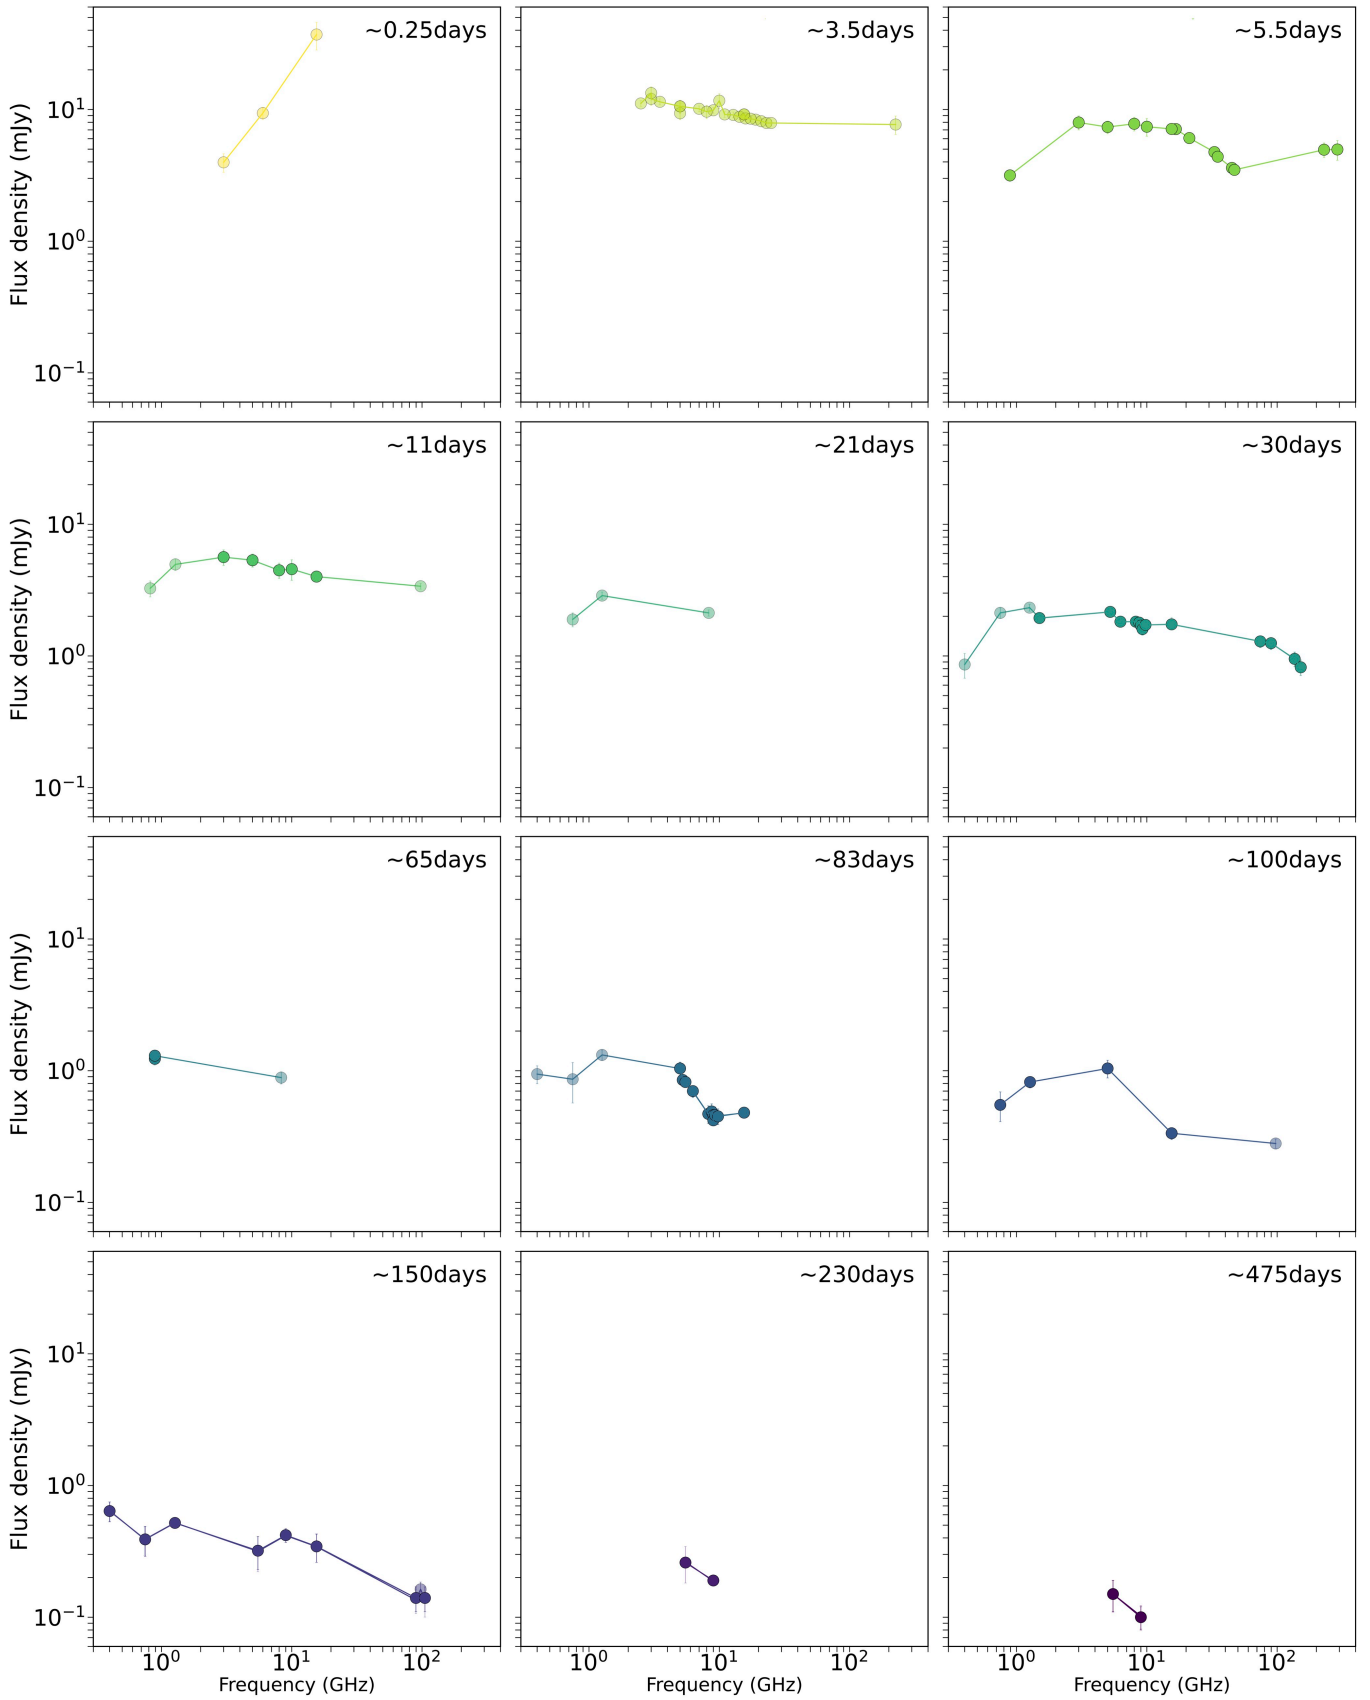 ~0.25days ~3.5days ~5.5days
Flux density (mJy)
10¹
10⁰
10⁻¹
~11days ~21days ~30days
Flux density (mJy)
10¹
10⁰
10⁻¹
~65days ~83days ~100days
Flux density (mJy)
10¹
10⁰
10⁻¹
~150days ~230days ~475days
Flux density (mJy)
10¹
10⁰
10⁻¹
10⁰ 10¹ 10² 10⁰ 10¹ 10² 10⁰ 10¹ 10²
Frequency (GHz) Frequency (GHz) Frequency (GHz)